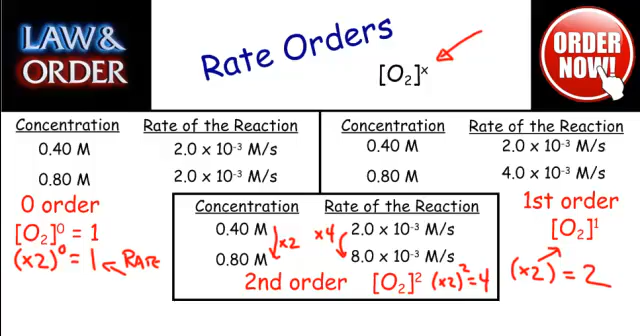 LAW &
ORDER
Rate Orders
[O₂]ˣ
ORDER
NOW!
Concentration Rate of the Reaction
0.40 M 2.0 x 10⁻³ M/s
0.80 M 2.0 x 10⁻³ M/s
0 order
[O₂]⁰ = 1
(x2)⁰ = 1 ← RATE
Concentration Rate of the Reaction
0.40 M 2.0 x 10⁻³ M/s
0.80 M 4.0 x 10⁻³ M/s
1st order
[O₂]¹
(x2) = 2
Concentration Rate of the Reaction
0.40 M x2 x4 2.0 x 10⁻³ M/s
0.80 M 8.0 x 10⁻³ M/s
2nd order [O₂]² (x2)² = 4